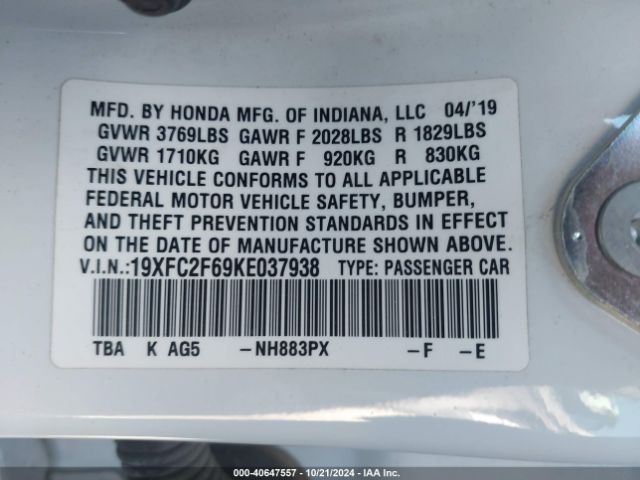 MFD. BY HONDA MFG. OF INDIANA, LLC 04/'19
GVWR 3769LBS GAWR F 2028LBS R 1829LBS
GVWR 1710KG GAWR F 920KG R 830KG
THIS VEHICLE CONFORMS TO ALL APPLICABLE
FEDERAL MOTOR VEHICLE SAFETY, BUMPER,
AND THEFT PREVENTION STANDARDS IN EFFECT
ON THE DATE OF MANUFACTURE SHOWN ABOVE.
V.I.N.:19XFC2F69KE037938 TYPE: PASSENGER CAR
TBA K AG5 -NH883PX -F -E
000-40647557 - 10/21/2024 - IAA Inc.